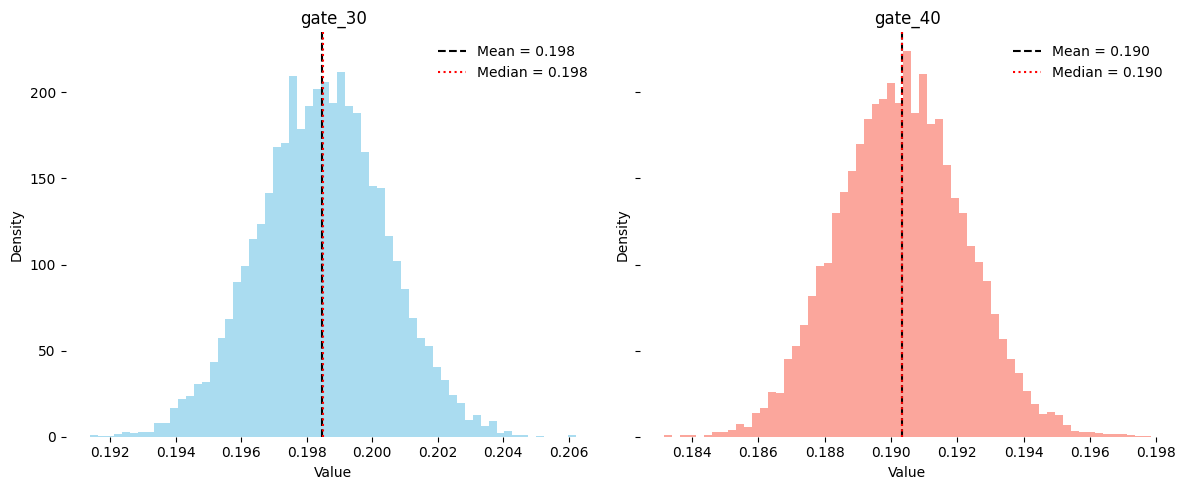 gate_30
Mean = 0.198
Median = 0.198
200
150
100
50
0
Density
0.192 0.194 0.196 0.198 0.200 0.202 0.204 0.206
Value
gate_40
Mean = 0.190
Median = 0.190
Density
0.184 0.186 0.188 0.190 0.192 0.194 0.196 0.198
Value